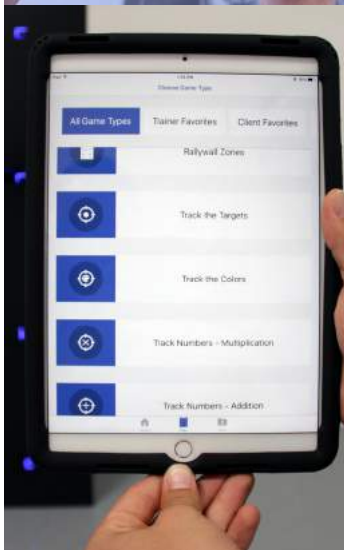 Choose Game Type
All Game Types
Trainer Favorites
Client Favorites
Rallywall Zones
Track the Targets
Track the Colors
Track Numbers - Multiplication
Track Numbers - Addition